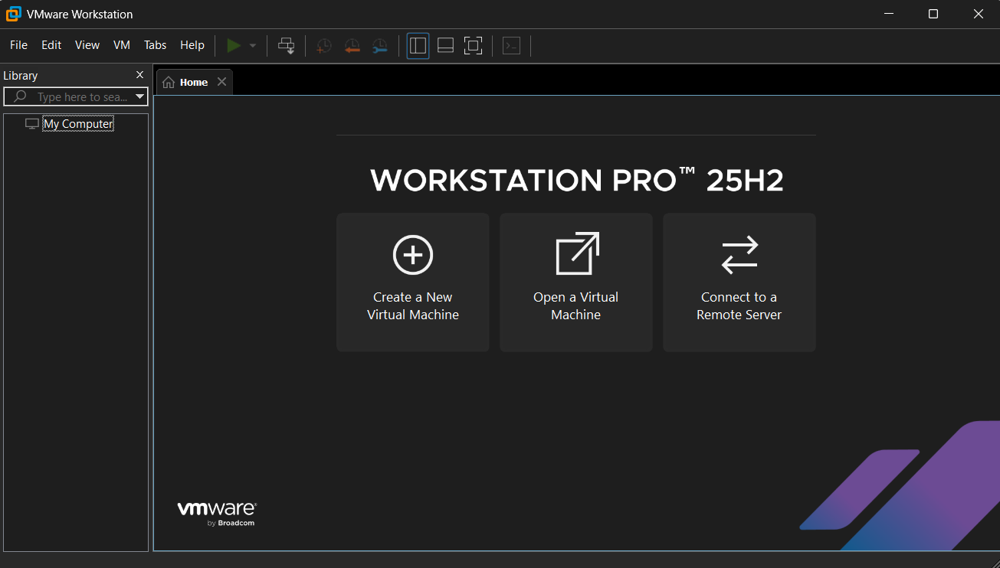 VMware Workstation
File Edit View VM Tabs Help
Library
Type here to sea...
My Computer
Home
WORKSTATION PRO™ 25H2
Create a New
Virtual Machine
Open a Virtual
Machine
Connect to a
Remote Server
vmware®
by Broadcom